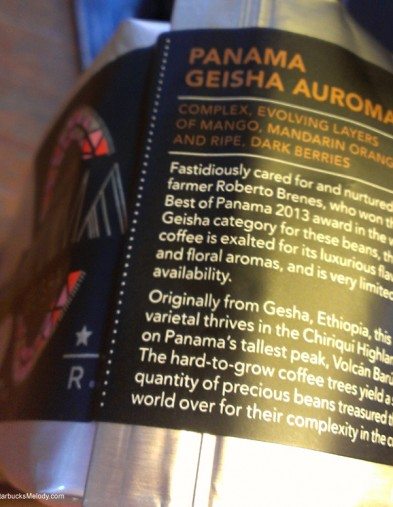 PANAMA
GEISHA AUROMA
COMPLEX, EVOLVING LAYERS
OF MANGO, MANDARIN ORANG
AND RIPE, DARK BERRIES
Fastidiously cared for and nurtured
farmer Roberto Brenes, who won th
Best of Panama 2013 award in the w
Geisha category for these beans, th
coffee is exalted for its luxurious flav
and floral aromas, and is very limited
availability.
Originally from Gesha, Ethiopia, this
varietal thrives in the Chiriqui Highlan
on Panama's tallest peak, Volcán Barú
The hard-to-grow coffee trees yield a s
quantity of precious beans treasured t
world over for their complexity in the c
R
tarbucksMelody.com